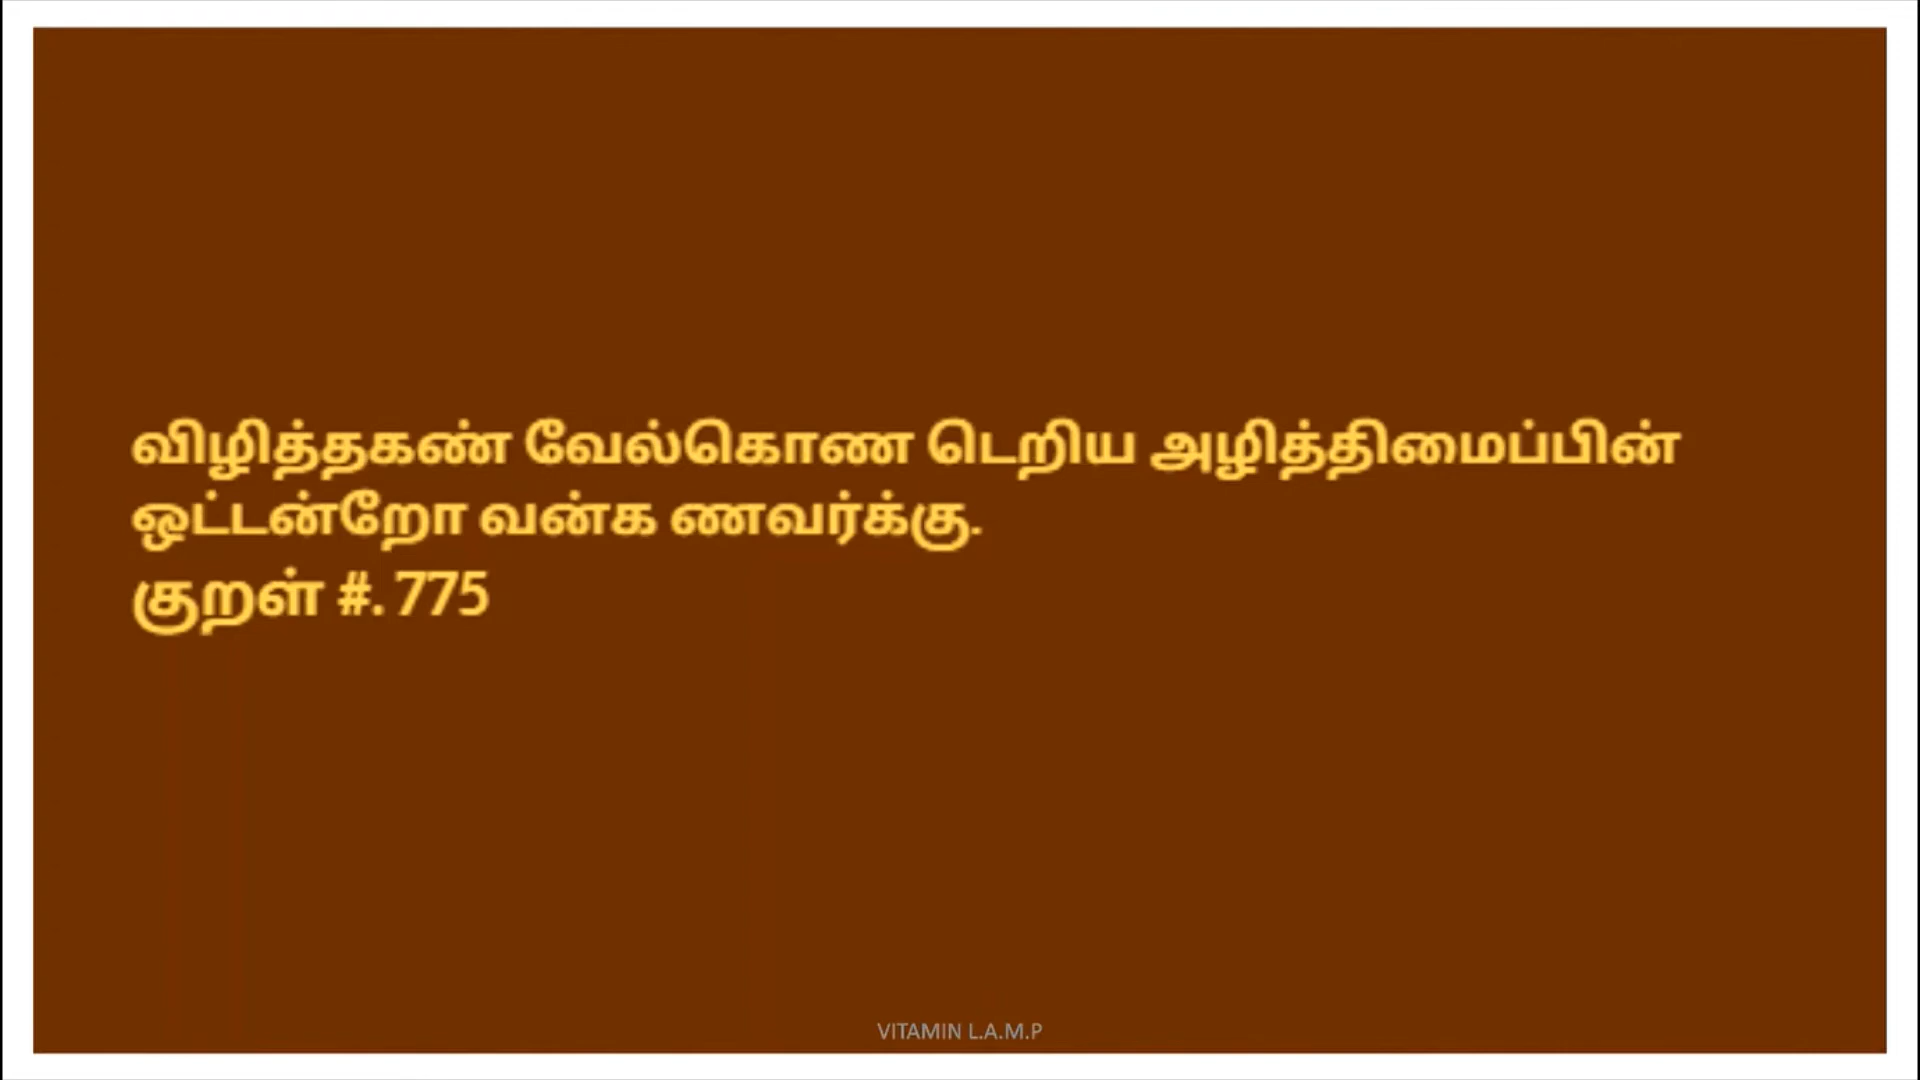 விழித்தகண் வேல்கொண டெறிய அழித்திமைப்பின்
ஒட்டன்றோ வன்க ணவர்க்கு.
குறள் #. 775
VITAMIN L.A.M.P